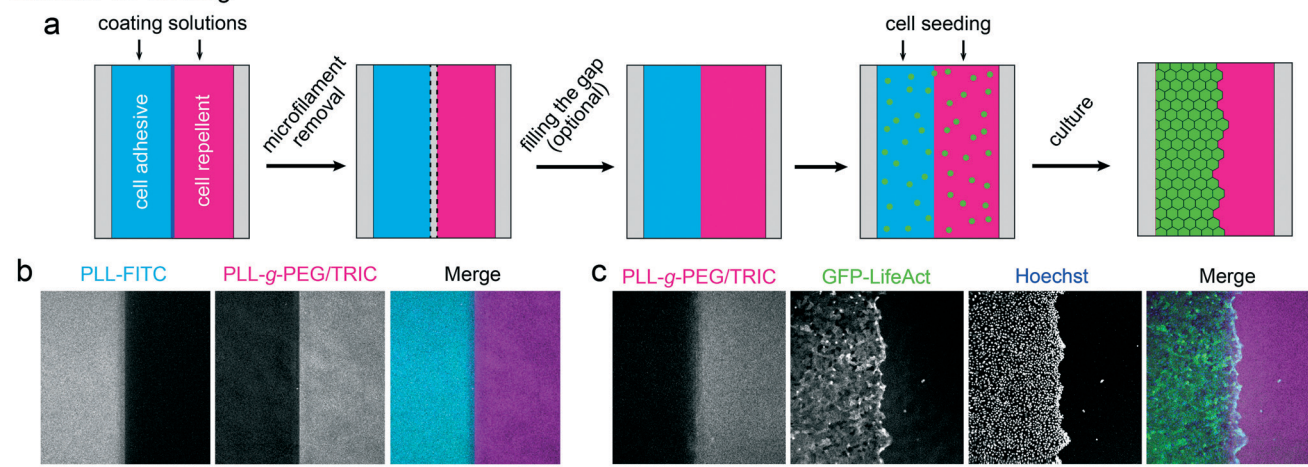 a
coating solutions
cell adhesive
cell repellent
microfilament
removal
filling the gap
(optional)
cell seeding
culture
b
PLL-FITC
PLL-g-PEG/TRIC
Merge
c
PLL-g-PEG/TRIC
GFP-LifeAct
Hoechst
Merge